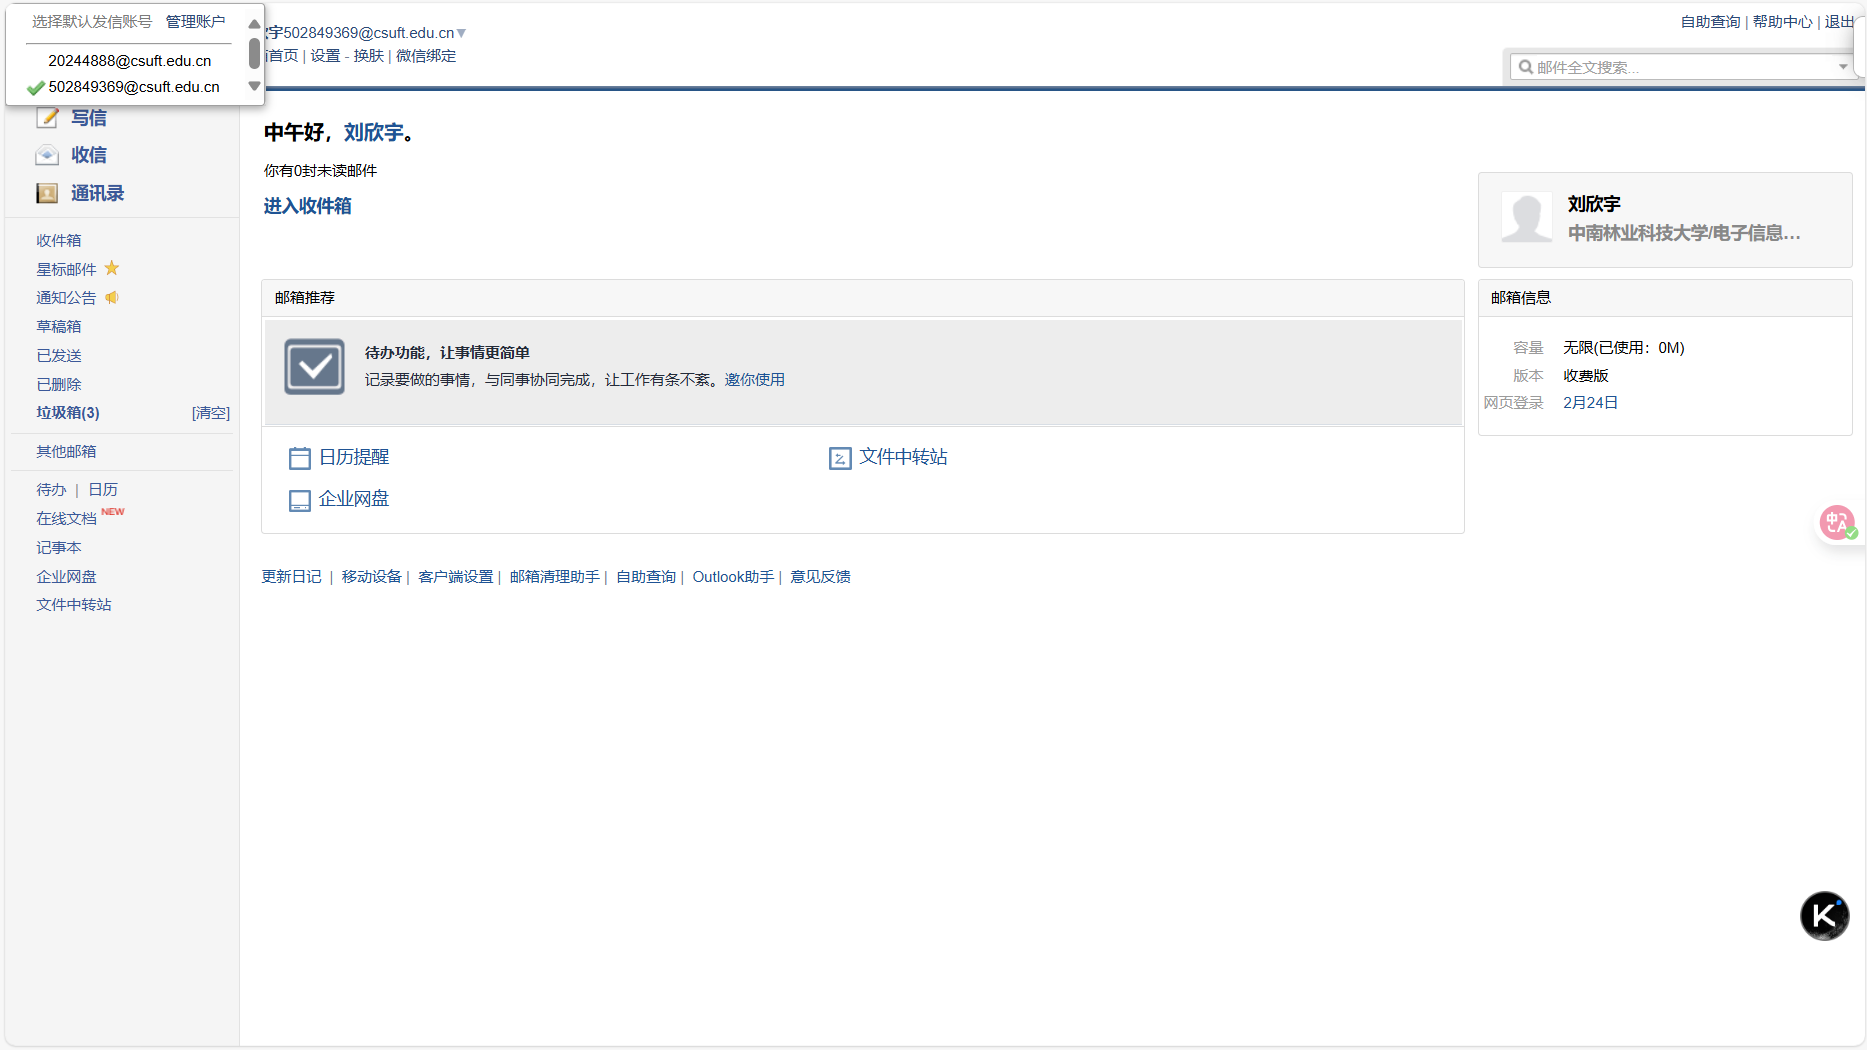 选择默认发信账号 管理账户
20244888@csuft.edu.cn
502849369@csuft.edu.cn
宇502849369@csuft.edu.cn
首页 | 设置 - 换肤 | 微信绑定
自助查询 | 帮助中心 | 退出
邮件全文搜索...
写信
收信
通讯录
收件箱
星标邮件
通知公告
草稿箱
已发送
已删除
垃圾箱(3) [清空]
其他邮箱
待办 | 日历
在线文档 NEW
记事本
企业网盘
文件中转站
中午好，刘欣宇。
你有0封未读邮件
进入收件箱
邮箱推荐
待办功能，让事情更简单
记录要做的事情，与同事协同完成，让工作有条不紊。邀你使用
日历提醒
文件中转站
企业网盘
更新日记 | 移动设备 | 客户端设置 | 邮箱清理助手 | 自助查询 | Outlook助手 | 意见反馈
刘欣宇
中南林业科技大学/电子信息...
邮箱信息
容量 无限(已使用：0M)
版本 收费版
网页登录 2月24日
中A
K